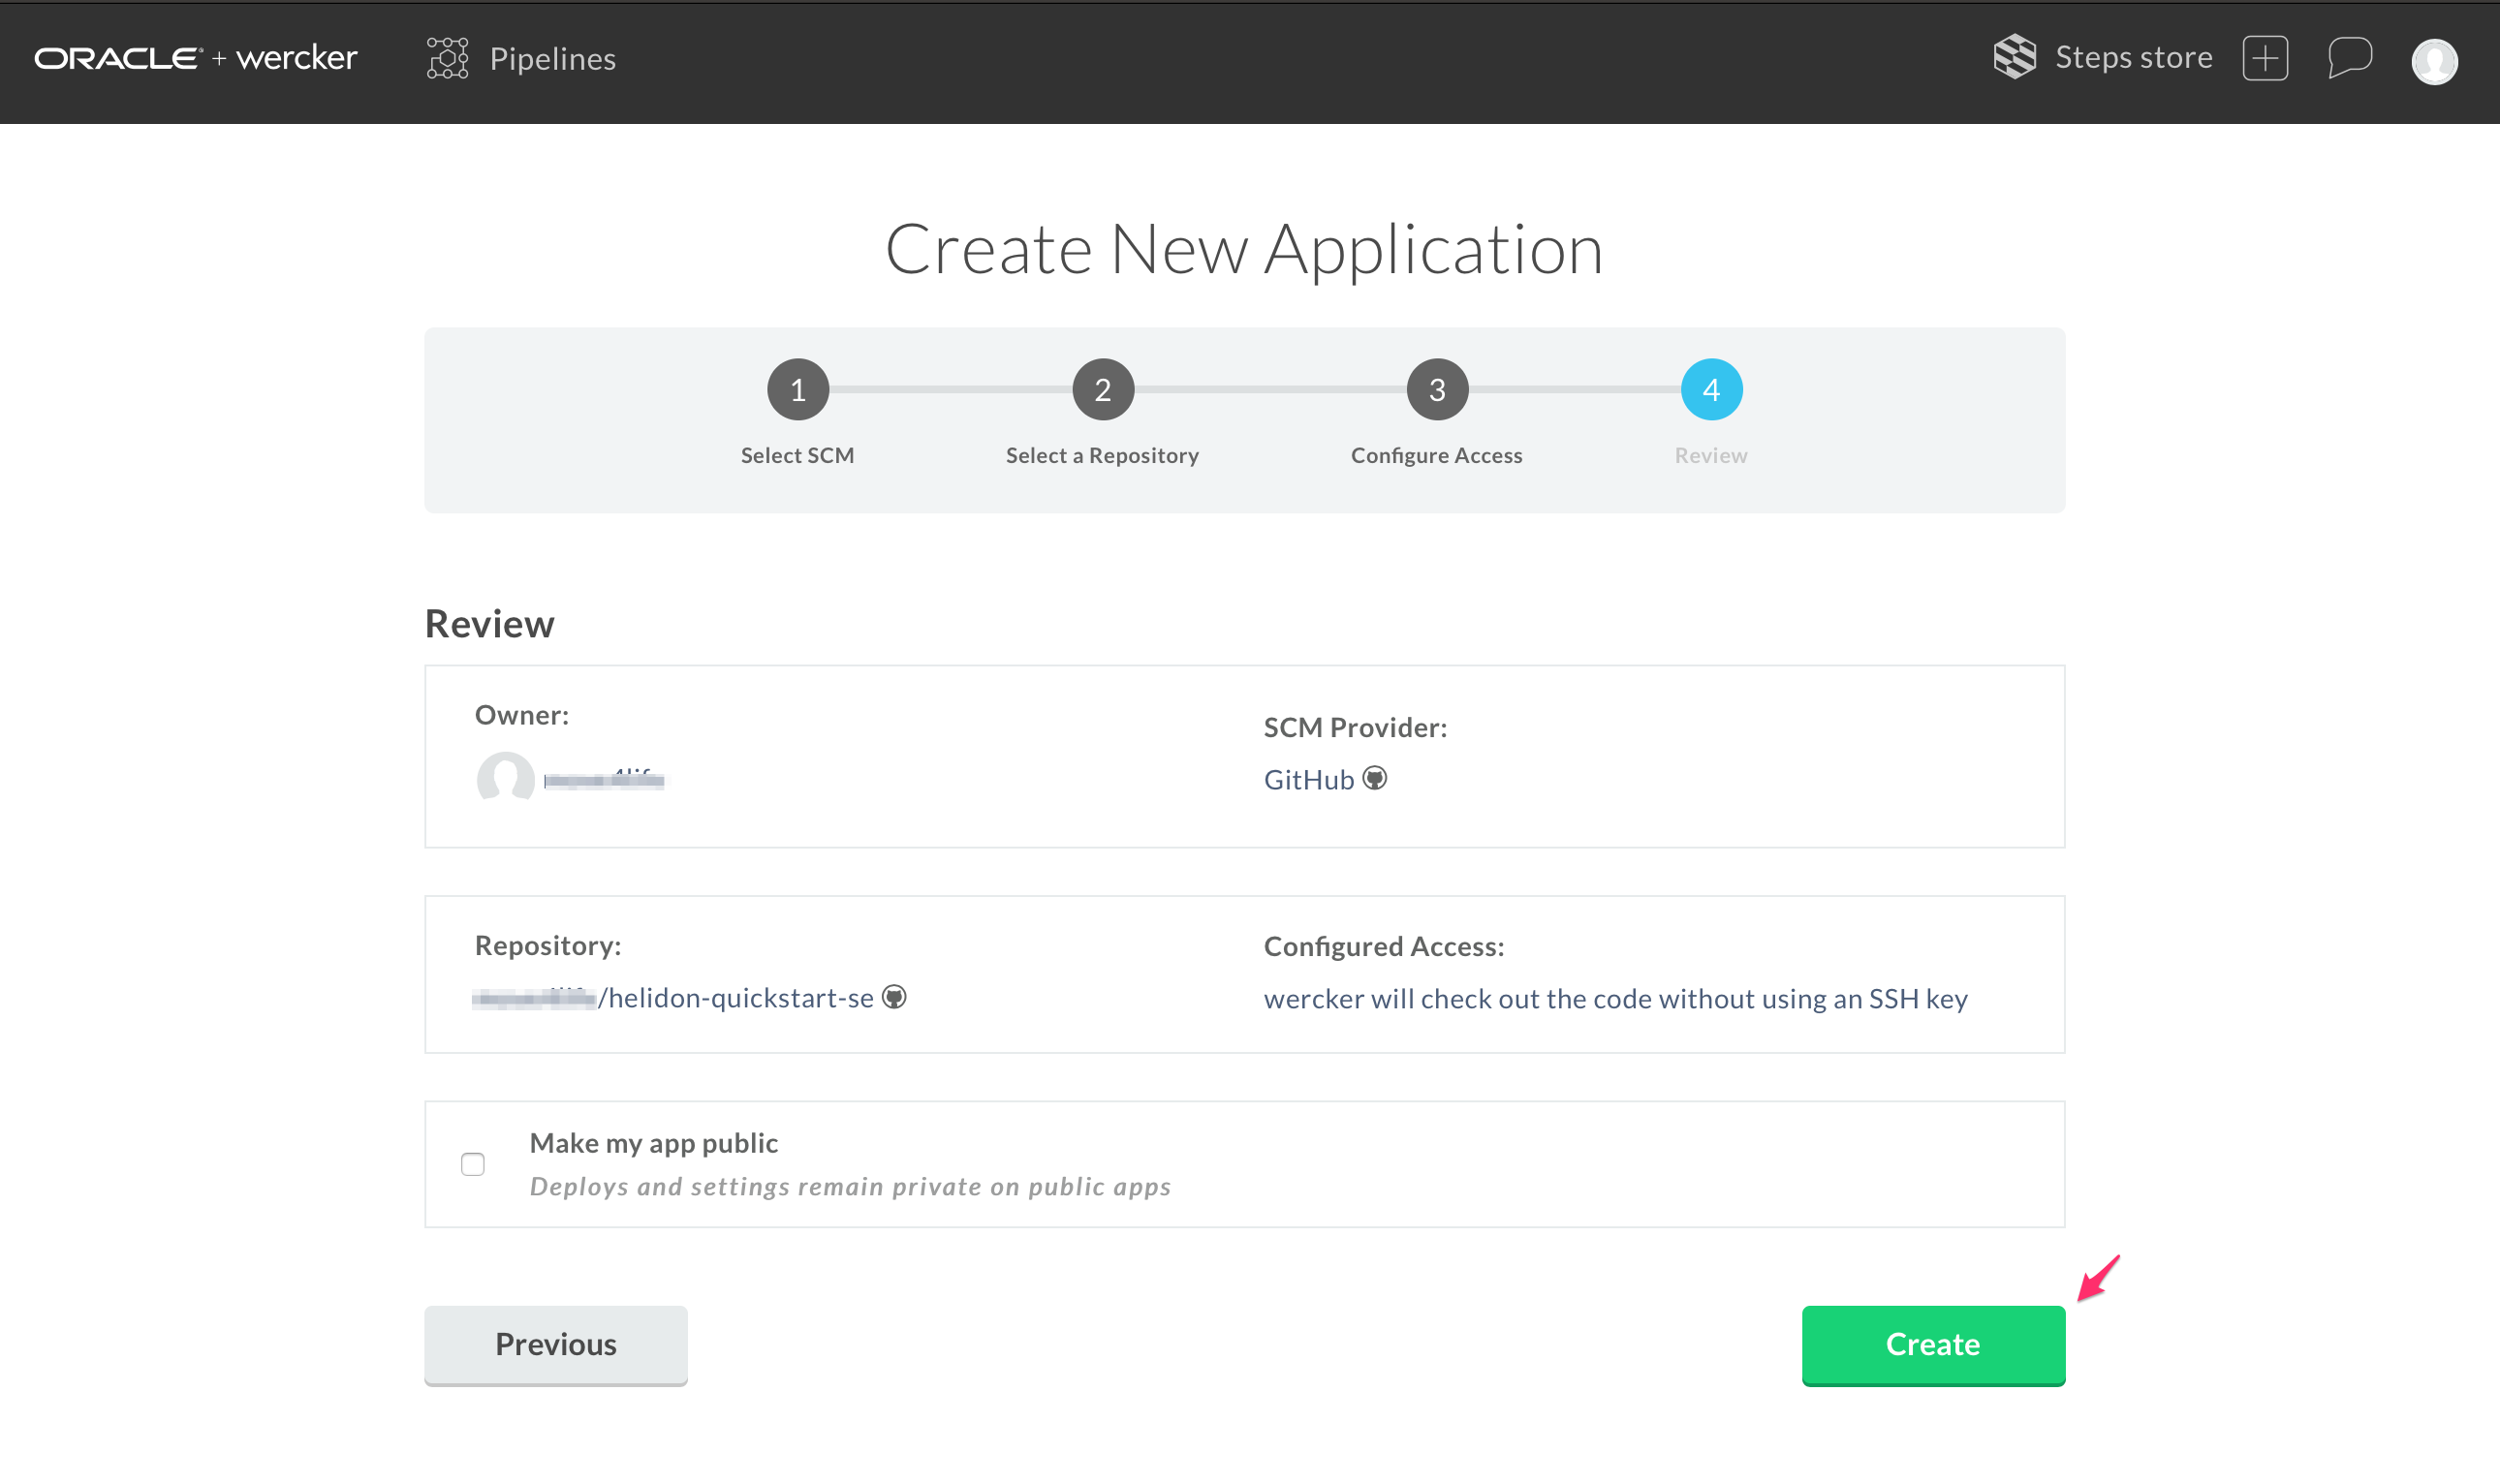 ORACLE + wercker
Pipelines
Steps store
Create New Application
1
2
3
4
Select SCM
Select a Repository
Configure Access
Review
Review
Owner:
SCM Provider:
GitHub
Repository:
Configured Access:
/helidon-quickstart-se
wercker will check out the code without using an SSH key
Make my app public
Deploys and settings remain private on public apps
Previous
Create